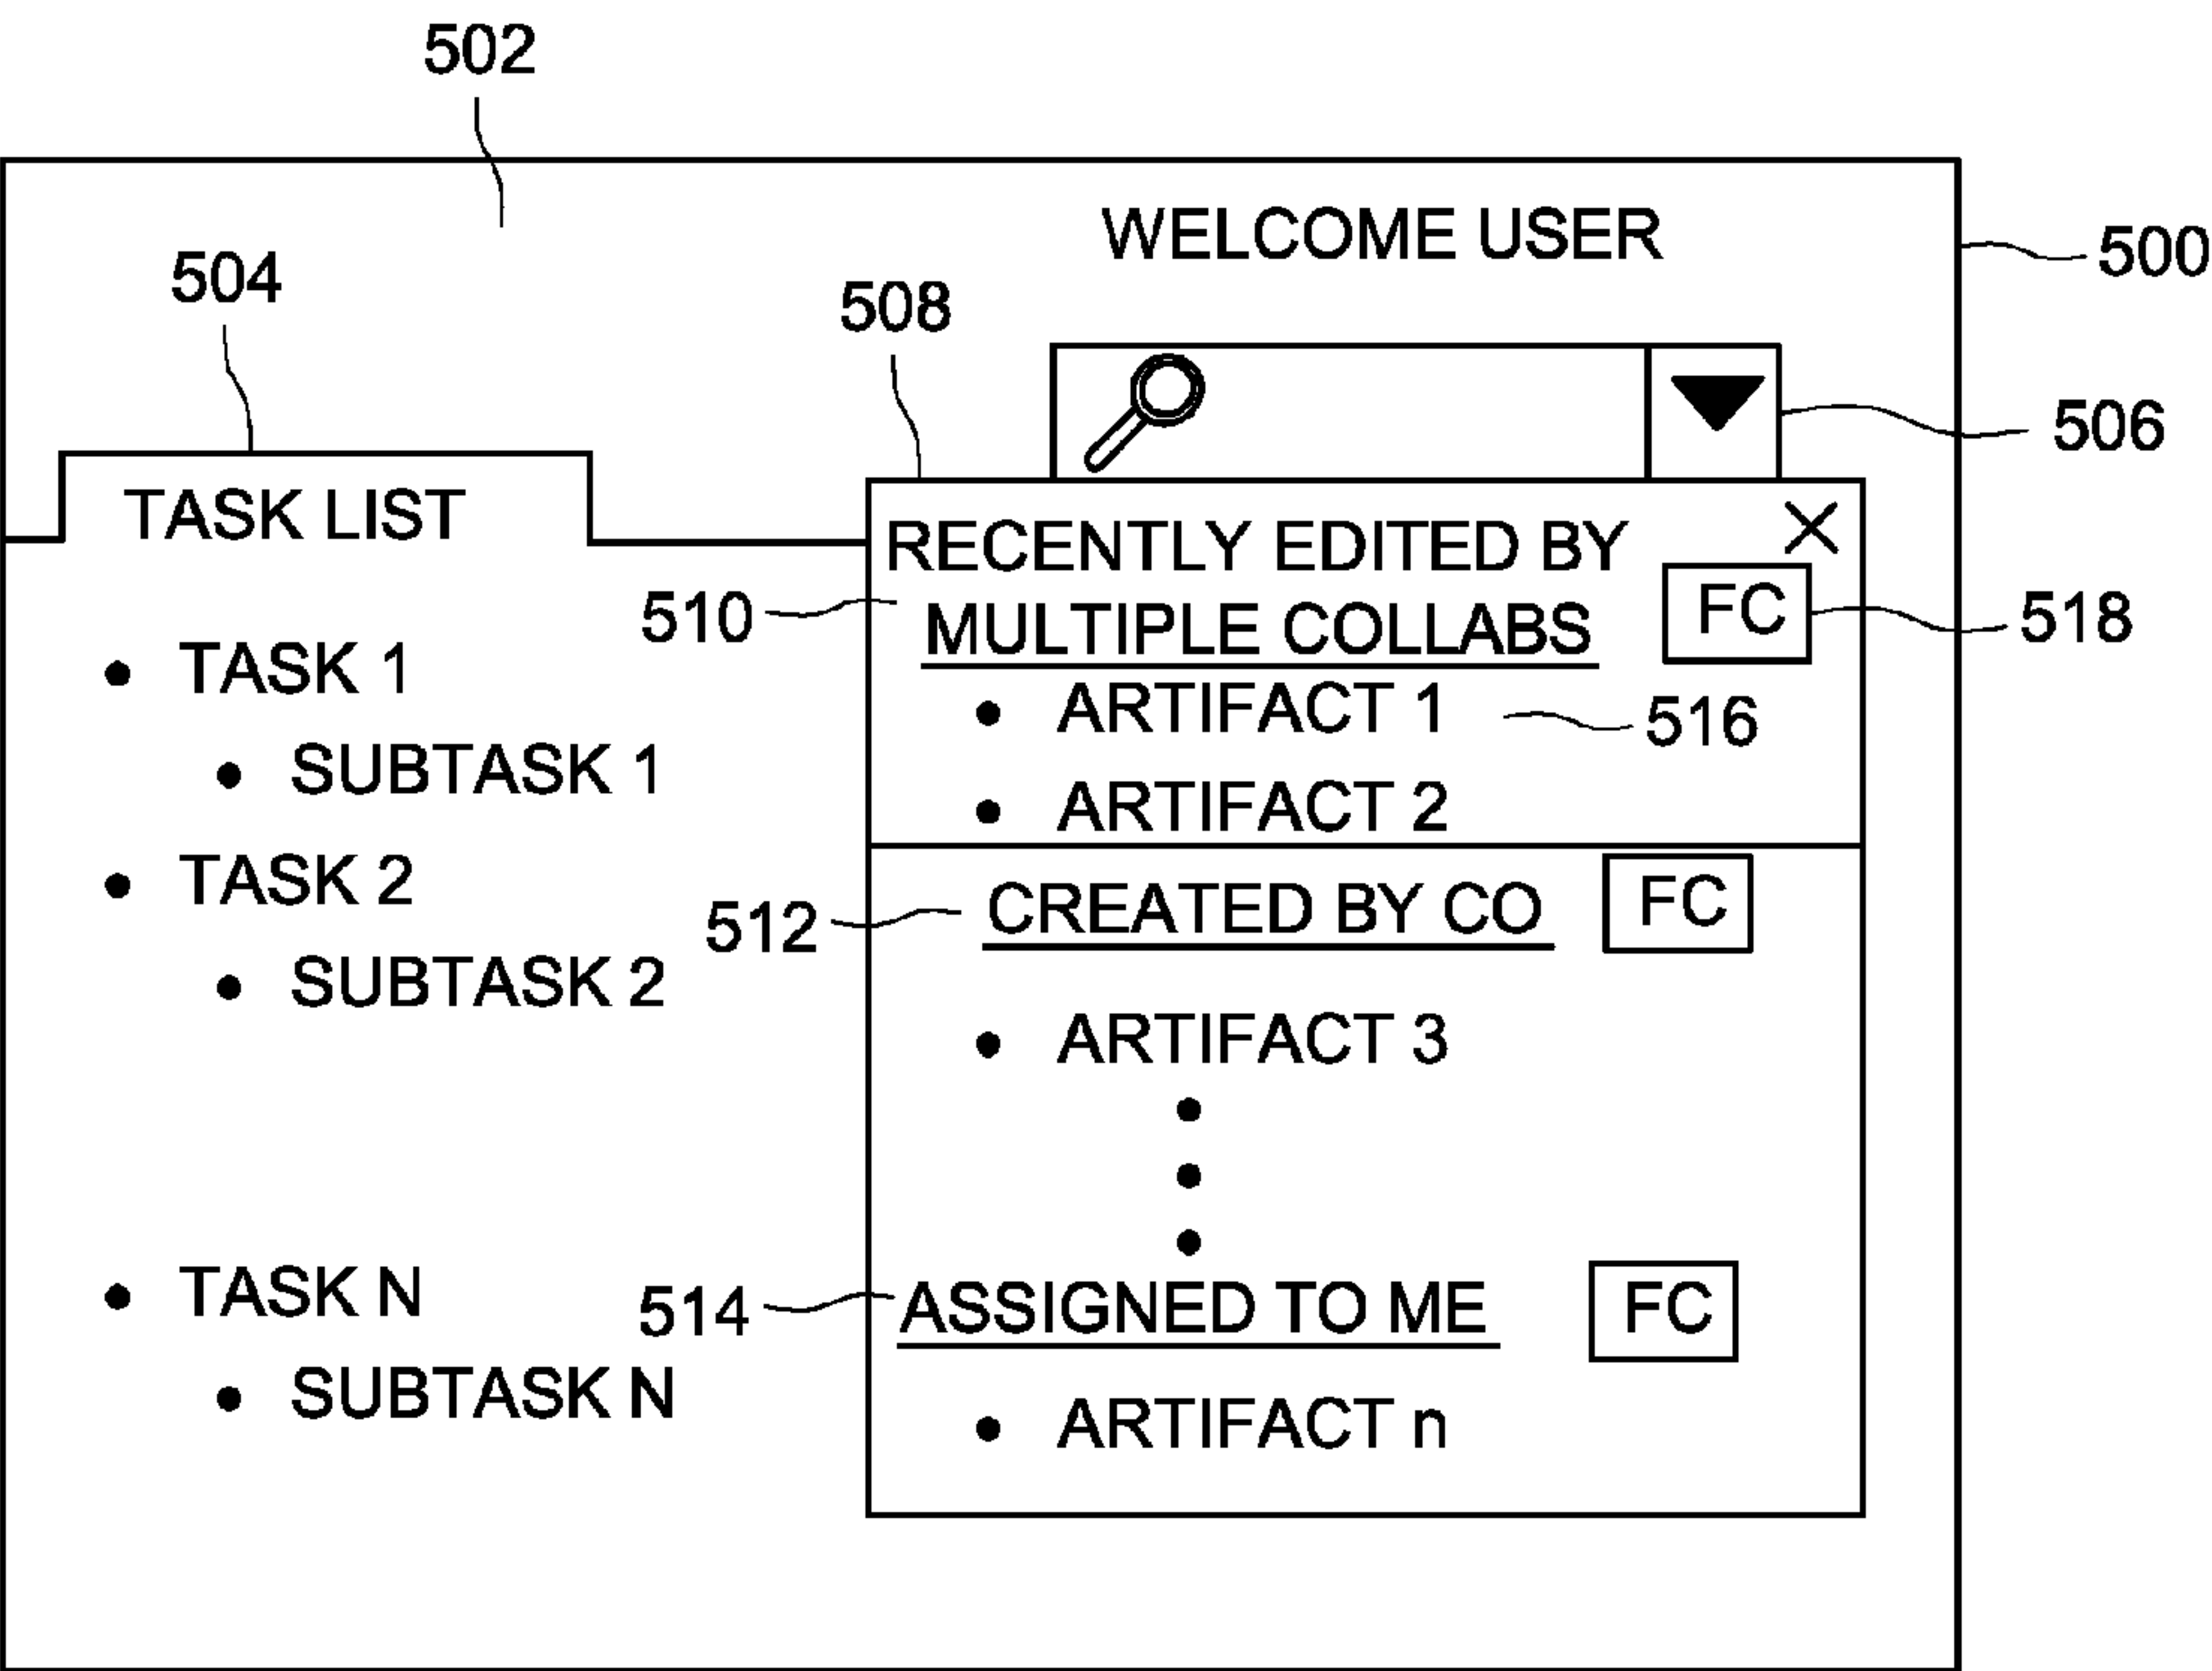 502
WELCOME USER
500
504
508
506
TASK LIST
RECENTLY EDITED BY
MULTIPLE COLLABS
FC
510
518
• TASK 1
• ARTIFACT 1
516
• SUBTASK 1
• ARTIFACT 2
• TASK 2
CREATED BY CO
FC
512
• SUBTASK 2
• ARTIFACT 3
• TASK N
ASSIGNED TO ME
FC
514
• SUBTASK N
• ARTIFACT n